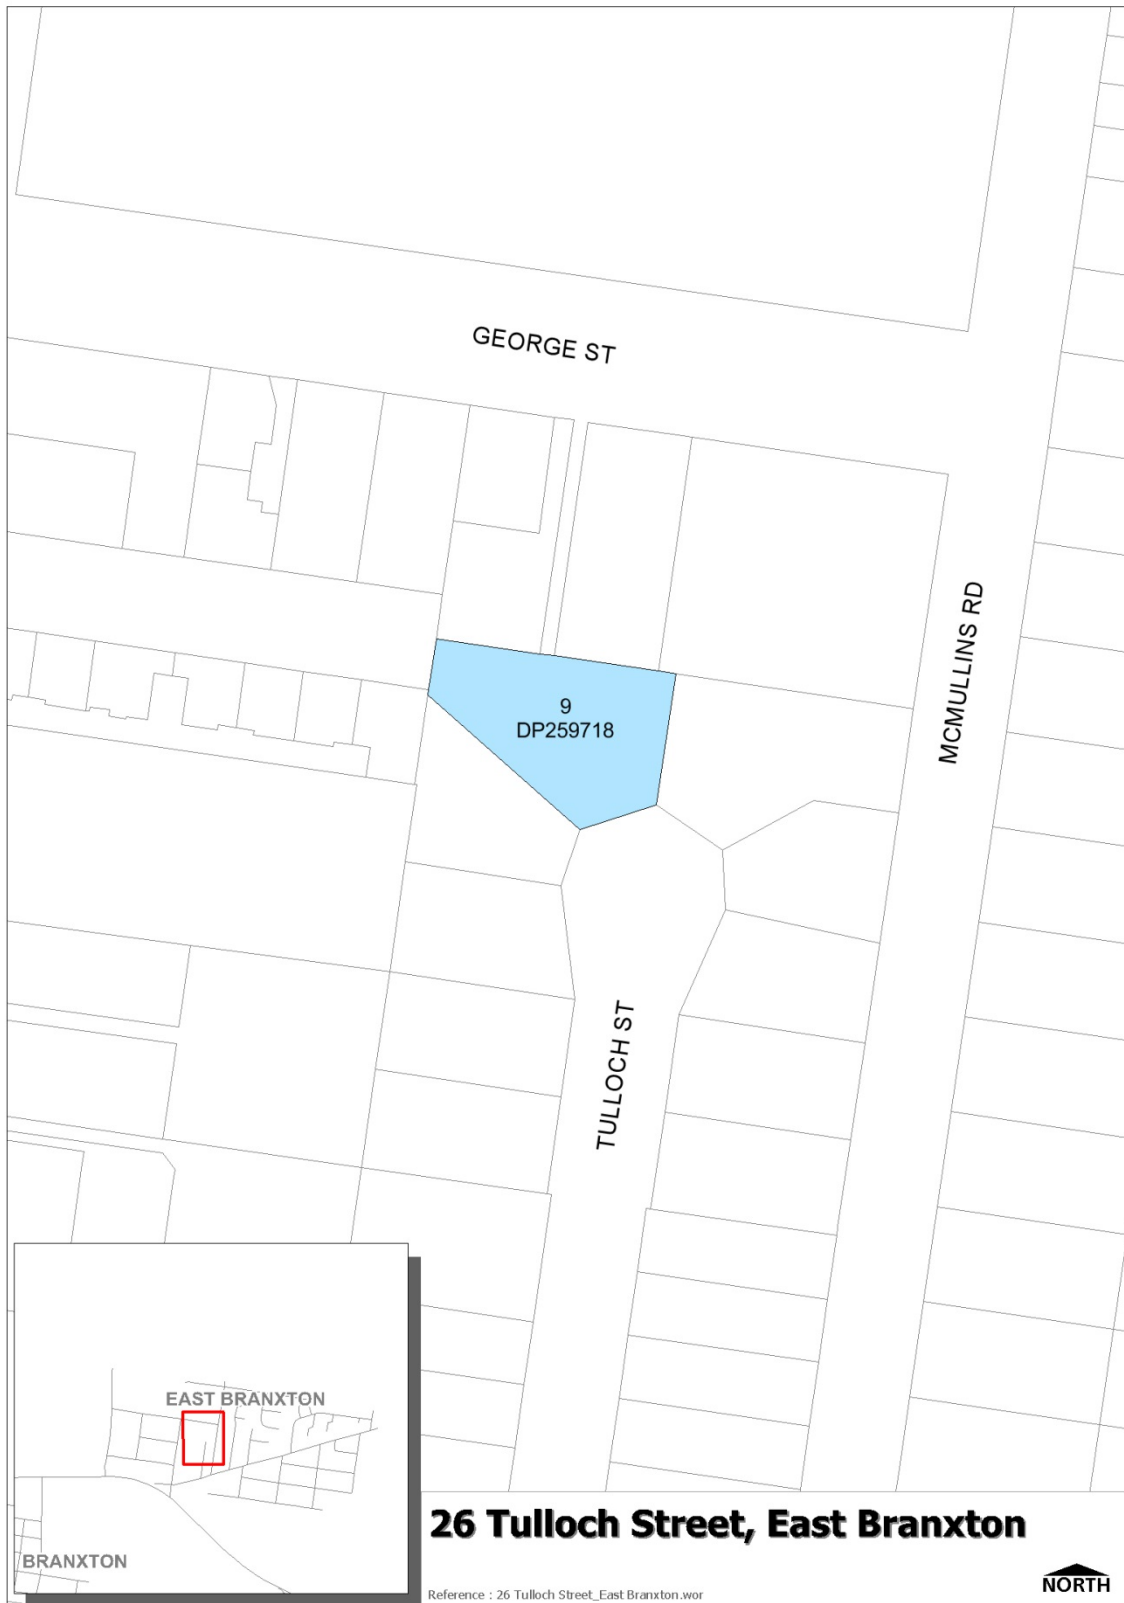 GEORGE ST
MCMULLINS RD
9
DP259718
TULLOCH ST
EAST BRANXTON
BRANXTON
26 Tulloch Street, East Branxton
Reference : 26 Tulloch Street_East Branxton.wor
NORTH